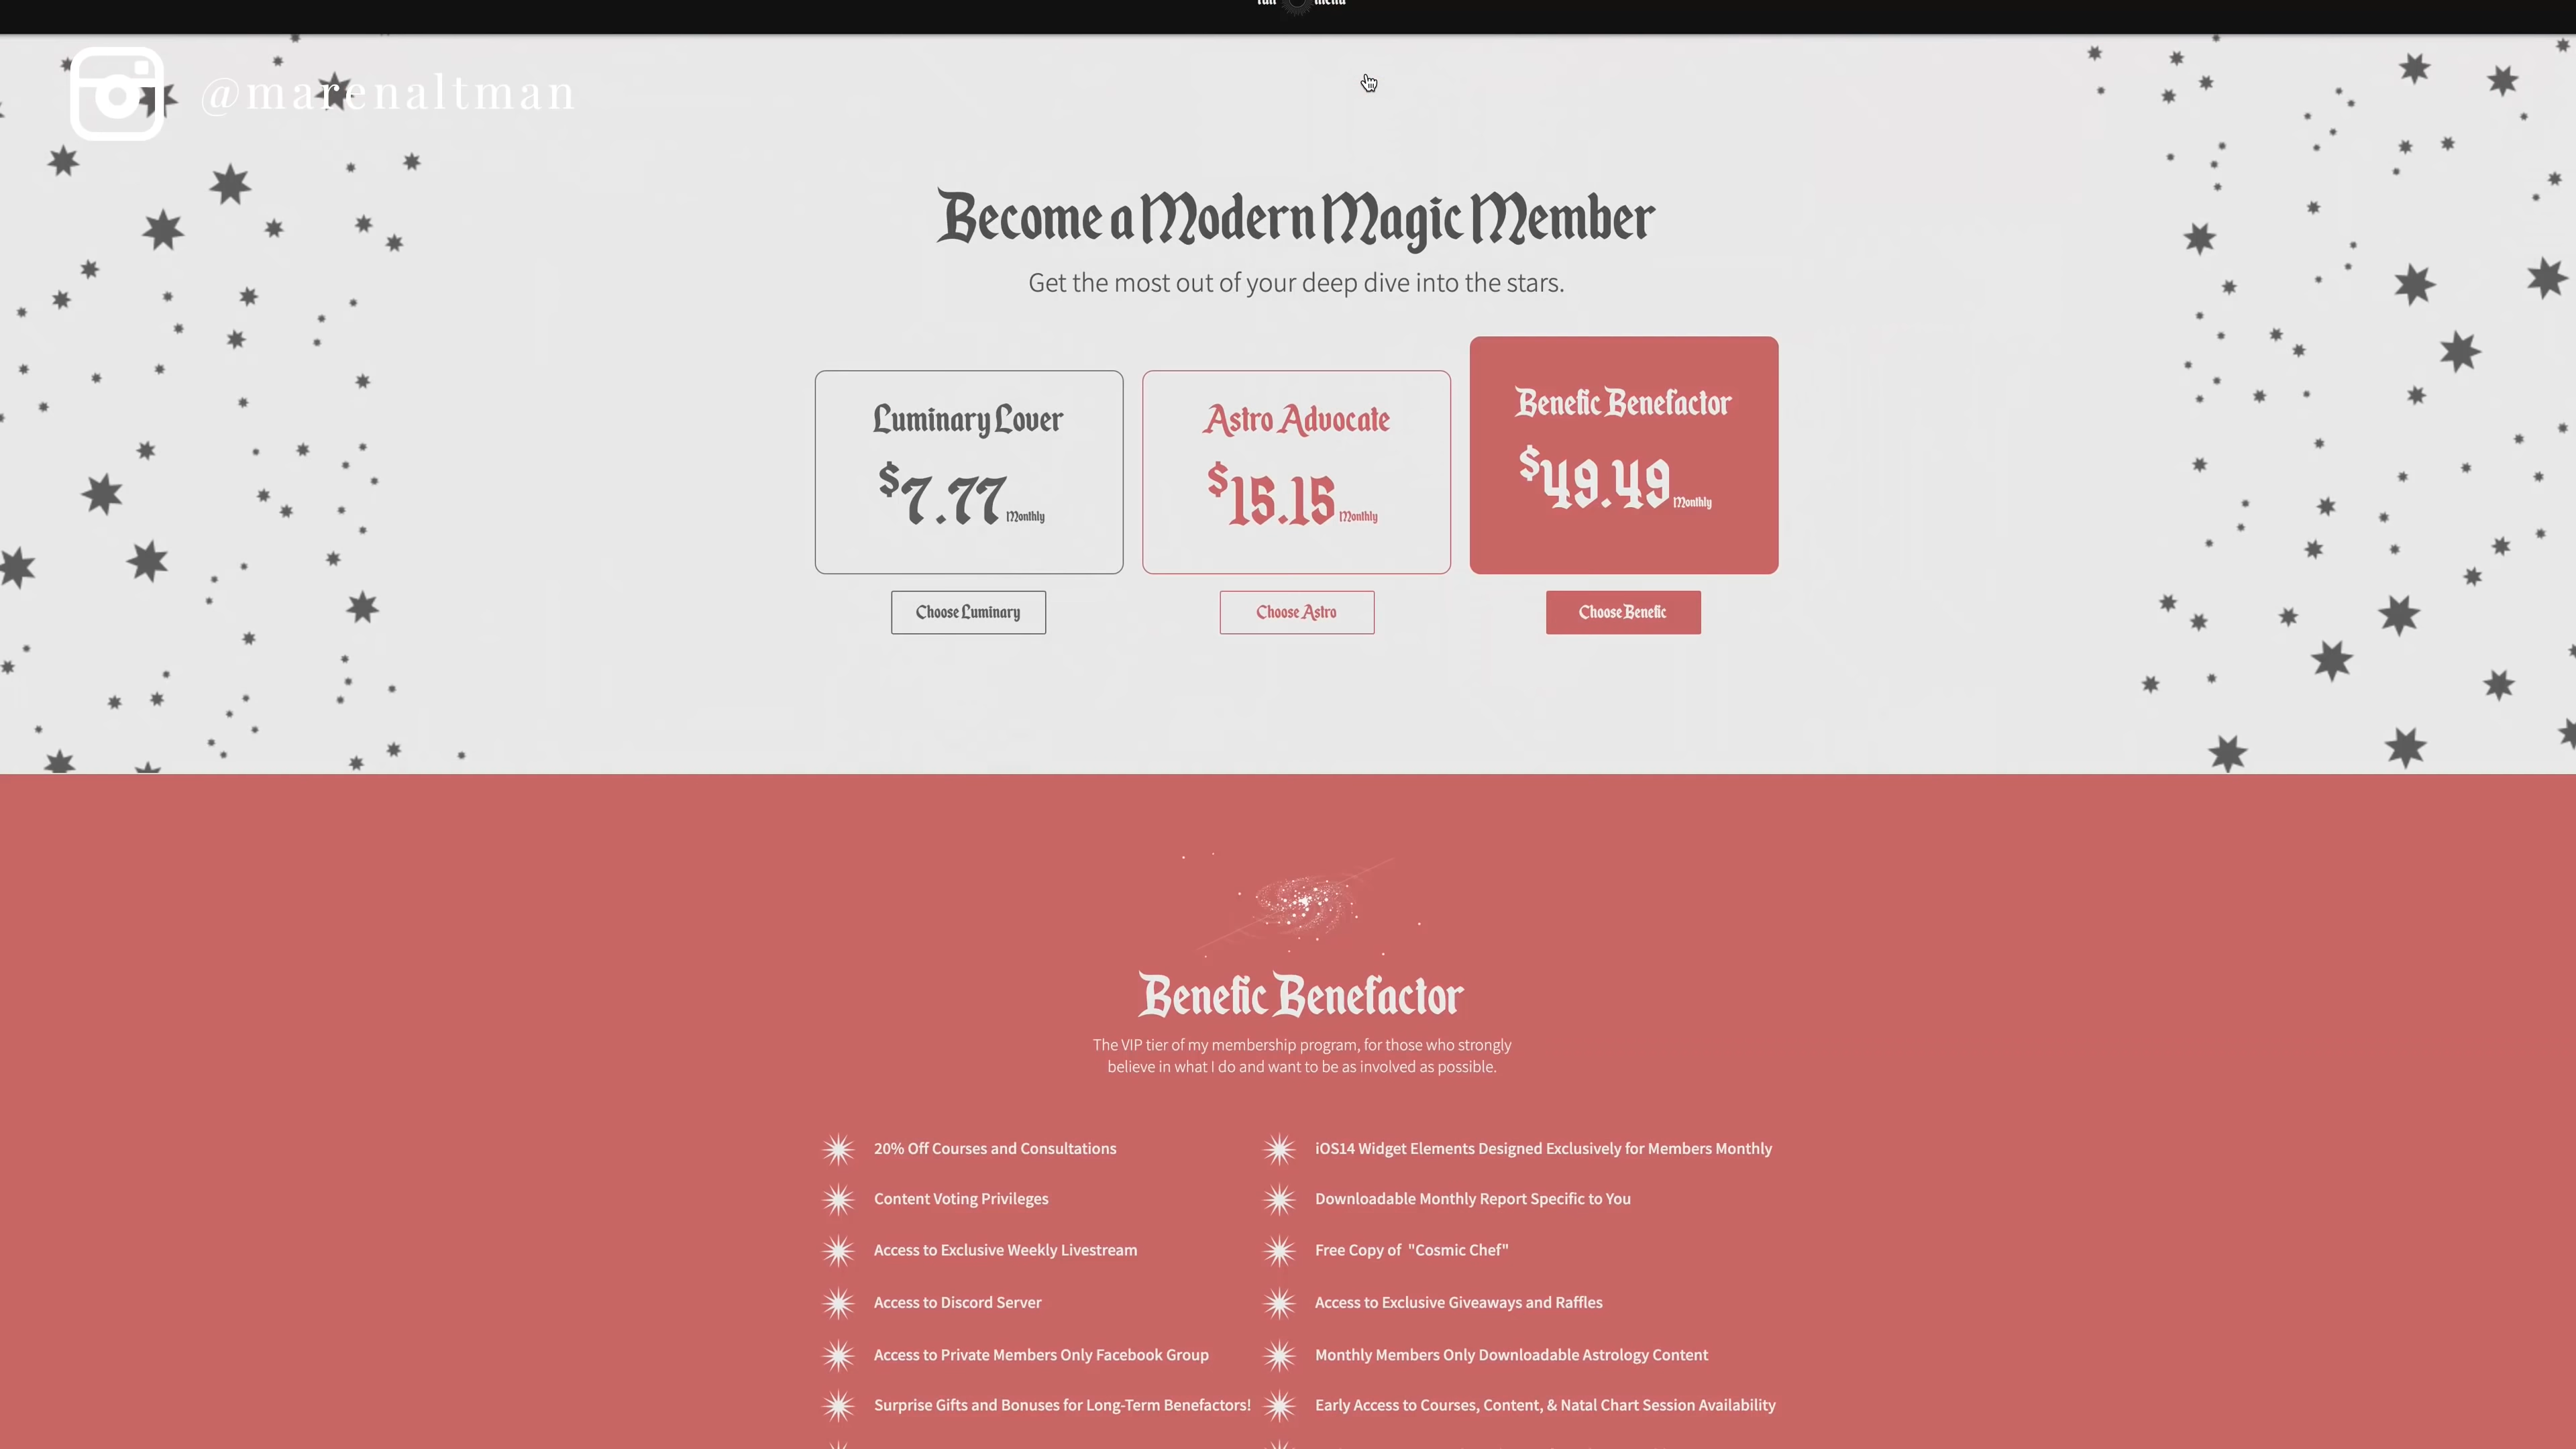 full menu
@marenaltman
Become a Modern Magic Member
Get the most out of your deep dive into the stars.
Luminary Lover
$7.77 Monthly
Choose Luminary
Astro Advocate
$15.15 Monthly
Choose Astro
Benefic Benefactor
$49.49 Monthly
Choose Benefic
Benefic Benefactor
The VIP tier of my membership program, for those who strongly
believe in what I do and want to be as involved as possible.
20% Off Courses and Consultations
Content Voting Privileges
Access to Exclusive Weekly Livestream
Access to Discord Server
Access to Private Members Only Facebook Group
Surprise Gifts and Bonuses for Long-Term Benefactors!
iOS14 Widget Elements Designed Exclusively for Members Monthly
Downloadable Monthly Report Specific to You
Free Copy of "Cosmic Chef"
Access to Exclusive Giveaways and Raffles
Monthly Members Only Downloadable Astrology Content
Early Access to Courses, Content, & Natal Chart Session Availability